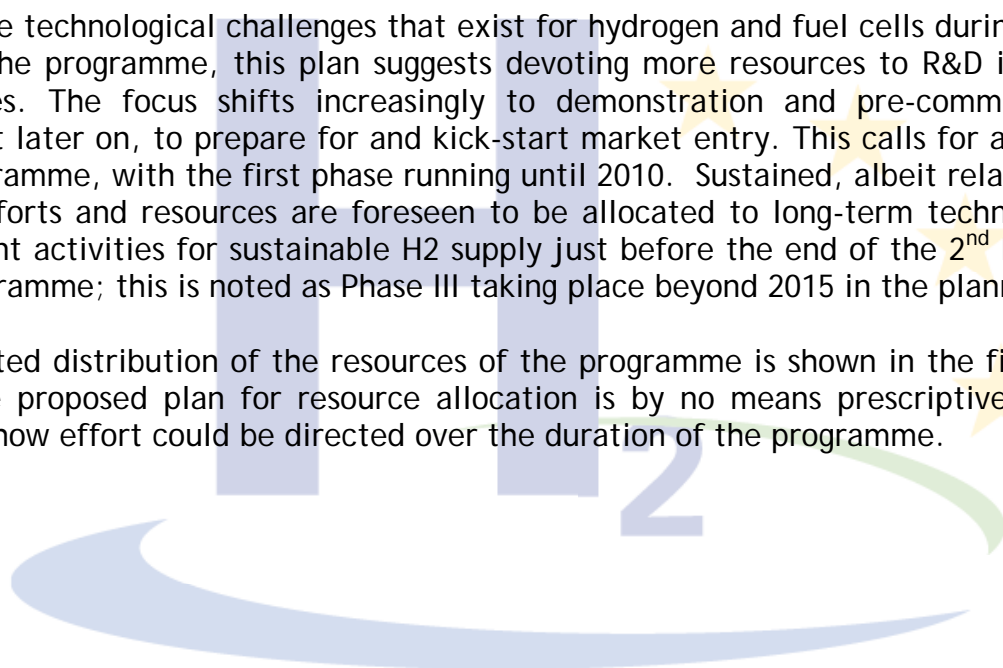 e technological challenges that exist for hydrogen and fuel cells durin
he programme, this plan suggests devoting more resources to R&D i
es. The focus shifts increasingly to demonstration and pre-comm
t later on, to prepare for and kick-start market entry. This calls for a
ramme, with the first phase running until 2010. Sustained, albeit rela
forts and resources are foreseen to be allocated to long-term techn
nt activities for sustainable H2 supply just before the end of the 2nd
ramme; this is noted as Phase III taking place beyond 2015 in the plann
ted distribution of the resources of the programme is shown in the fi
e proposed plan for resource allocation is by no means prescriptive
how effort could be directed over the duration of the programme.
H2